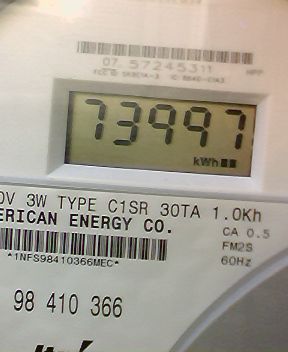 07 57245311
HPP
73997
kWh
0V 3W TYPE C1SR 30TA 1.0Kh
ERICAN ENERGY CO.
CA 0.5
FM2S
60Hz
*1NFS98410366MEC*
98 410 366